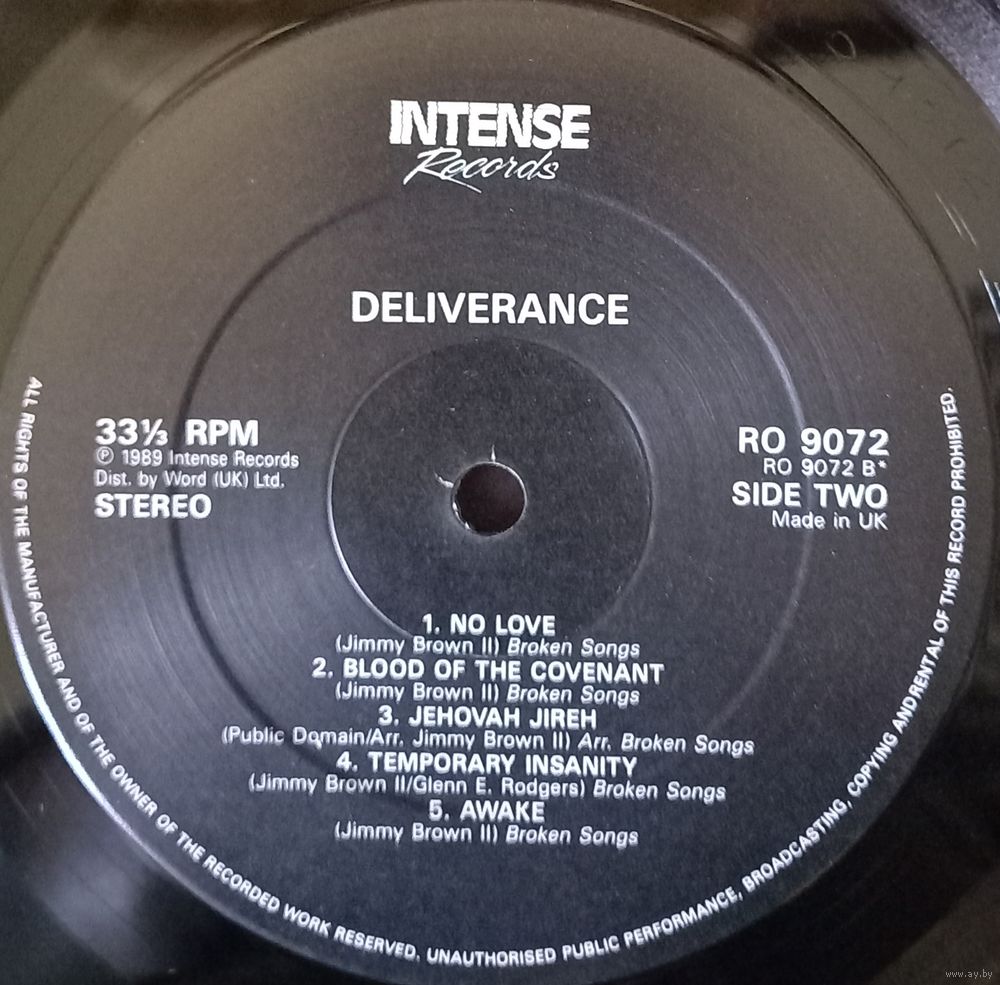 INTENSE
Records
DELIVERANCE
33⅓ RPM
℗ 1989 Intense Records
Dist. by Word (UK) Ltd.
STEREO
RO 9072
RO 9072 B*
SIDE TWO
Made in UK
1. NO LOVE
(Jimmy Brown II) Broken Songs
2. BLOOD OF THE COVENANT
(Jimmy Brown II) Broken Songs
3. JEHOVAH JIREH
(Public Domain/Arr. Jimmy Brown II) Arr. Broken Songs
4. TEMPORARY INSANITY
(Jimmy Brown II/Glenn E. Rodgers) Broken Songs
5. AWAKE
(Jimmy Brown II) Broken Songs
ALL RIGHTS OF THE MANUFACTURER AND OF THE OWNER OF THE RECORDED WORK RESERVED. UNAUTHORISED PUBLIC PERFORMANCE, BROADCASTING, COPYING AND RENTAL OF THIS RECORD PROHIBITED.
www.ay.by